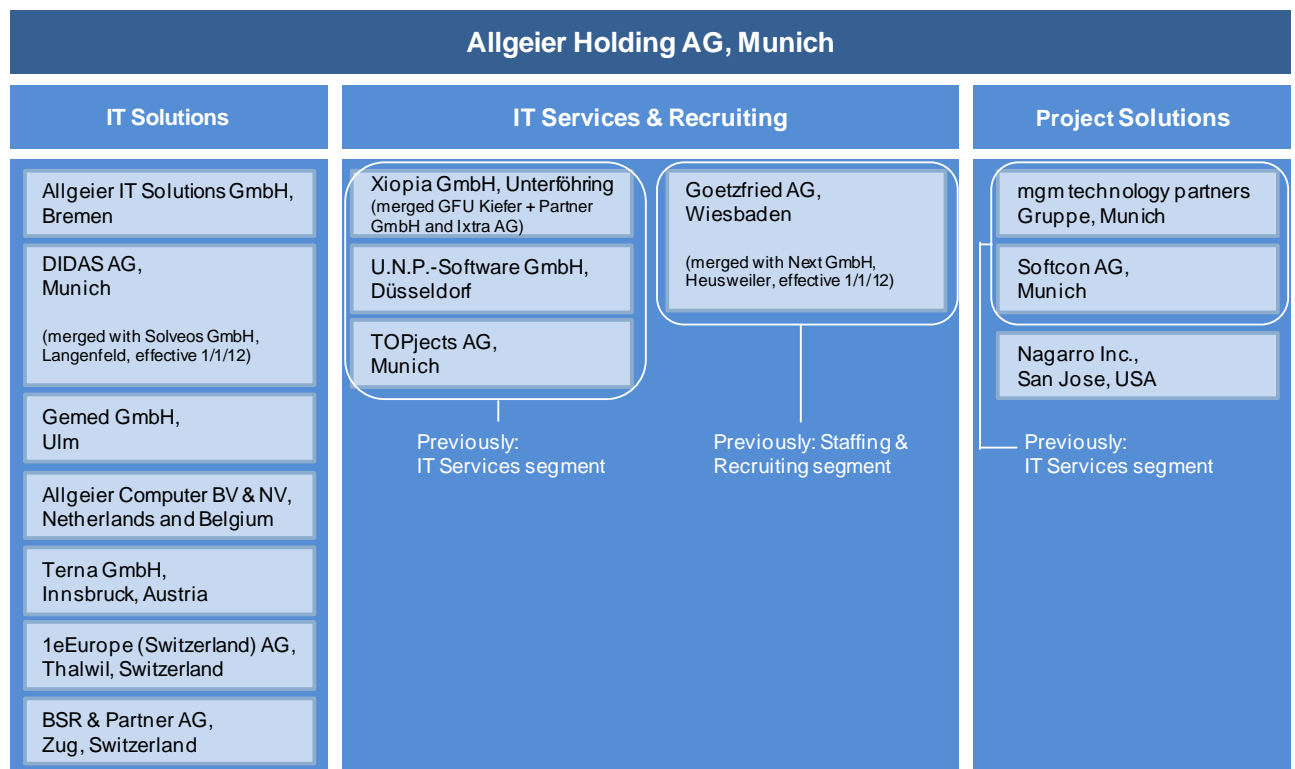 Allgeier Holding AG, Munich
IT Solutions
Allgeier IT Solutions GmbH,
Bremen
DIDAS AG,
Munich
(merged with Solveos GmbH,
Langenfeld, effective 1/1/12)
Gemed GmbH,
Ulm
Allgeier Computer BV & NV,
Netherlands and Belgium
Terna GmbH,
Innsbruck, Austria
1eEurope (Switzerland) AG,
Thalwil, Switzerland
BSR & Partner AG,
Zug, Switzerland
IT Services & Recruiting
Xiopia GmbH, Unterföhring
(merged GFU Kiefer + Partner
GmbH and Ixtra AG)
U.N.P.-Software GmbH,
Düsseldorf
TOPjects AG,
Munich
Previously:
IT Services segment
Goetzfried AG,
Wiesbaden
(merged with Next GmbH,
Heusweiler, effective 1/1/12)
Previously: Staffing &
Recruiting segment
Project Solutions
mgm technology partners
Gruppe, Munich
Softcon AG,
Munich
Nagarro Inc.,
San Jose, USA
Previously:
IT Services segment